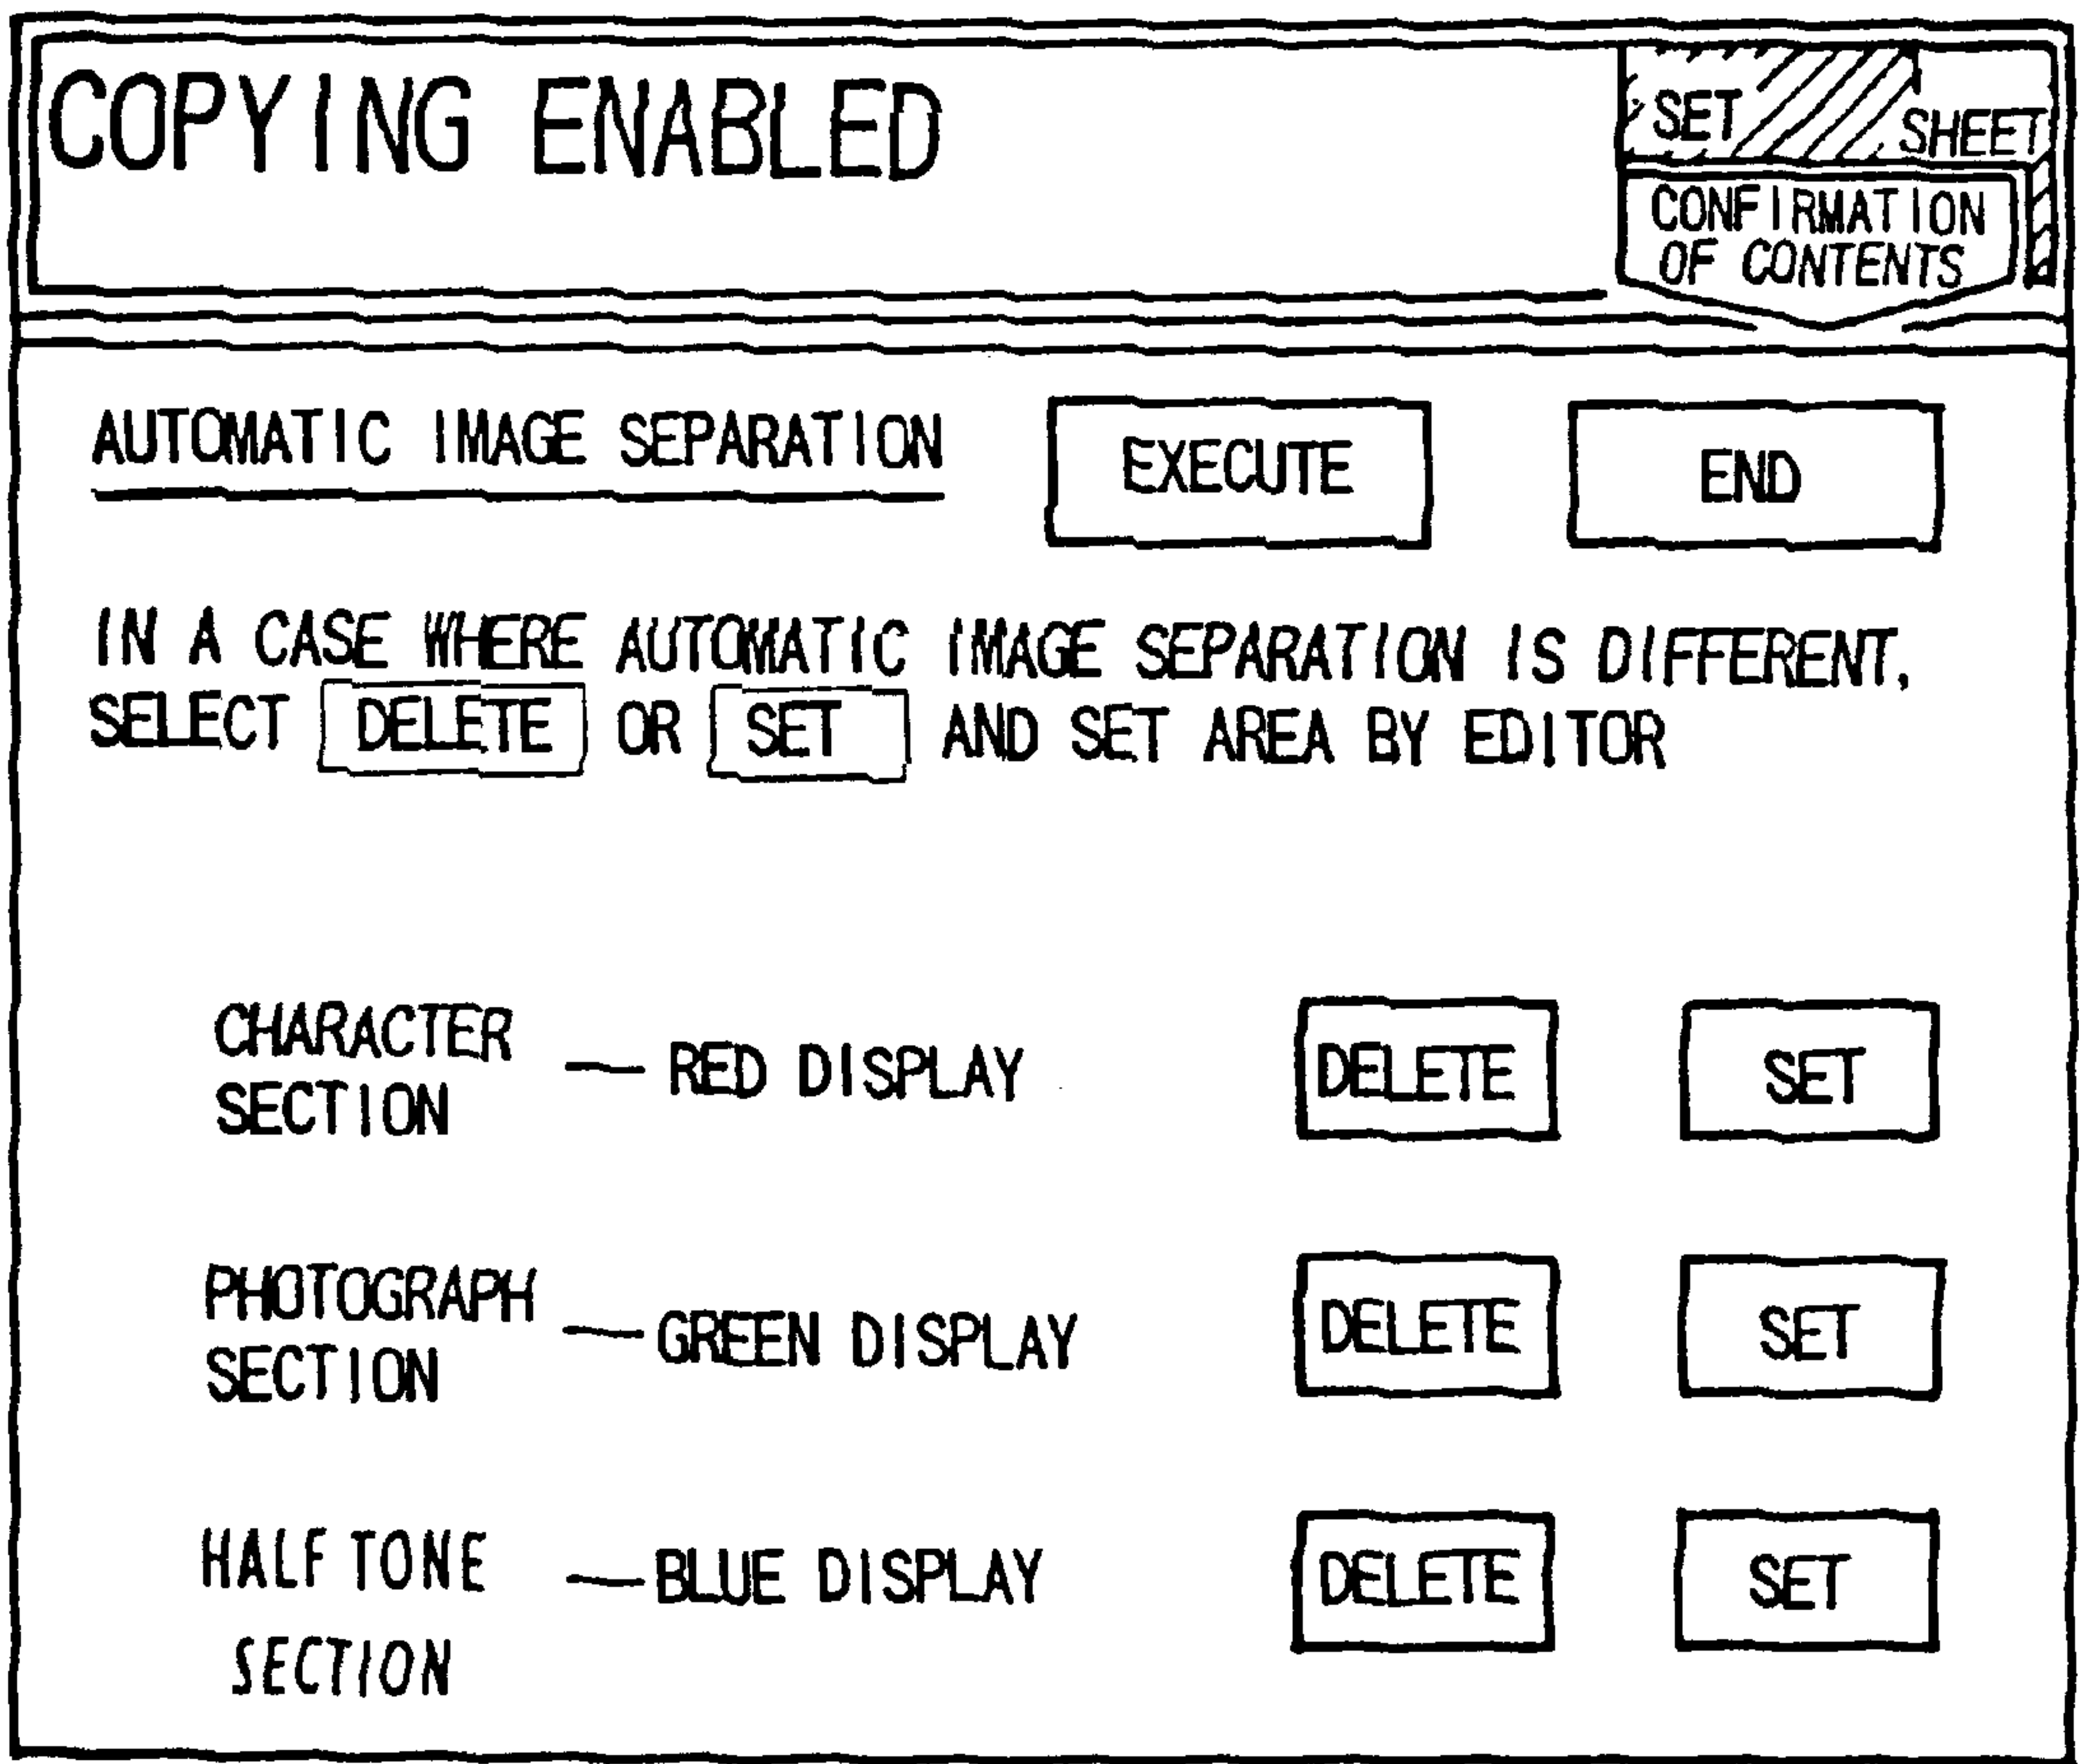 COPYING ENABLED
SET SHEET
CONFIRMATION
OF CONTENTS
AUTOMATIC IMAGE SEPARATION
EXECUTE
END
IN A CASE WHERE AUTOMATIC IMAGE SEPARATION IS DIFFERENT,
SELECT DELETE OR SET AND SET AREA BY EDITOR
CHARACTER
SECTION
— RED DISPLAY
DELETE
SET
PHOTOGRAPH
SECTION
— GREEN DISPLAY
DELETE
SET
HALF TONE
SECTION
— BLUE DISPLAY
DELETE
SET